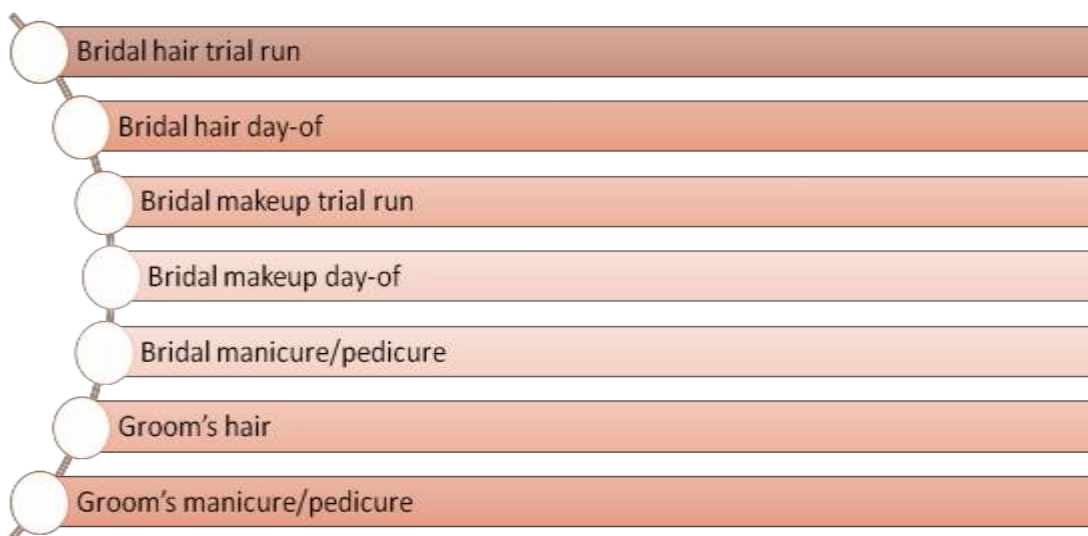 Bridal hair trial run
Bridal hair day-of
Bridal makeup trial run
Bridal makeup day-of
Bridal manicure/pedicure
Groom’s hair
Groom’s manicure/pedicure